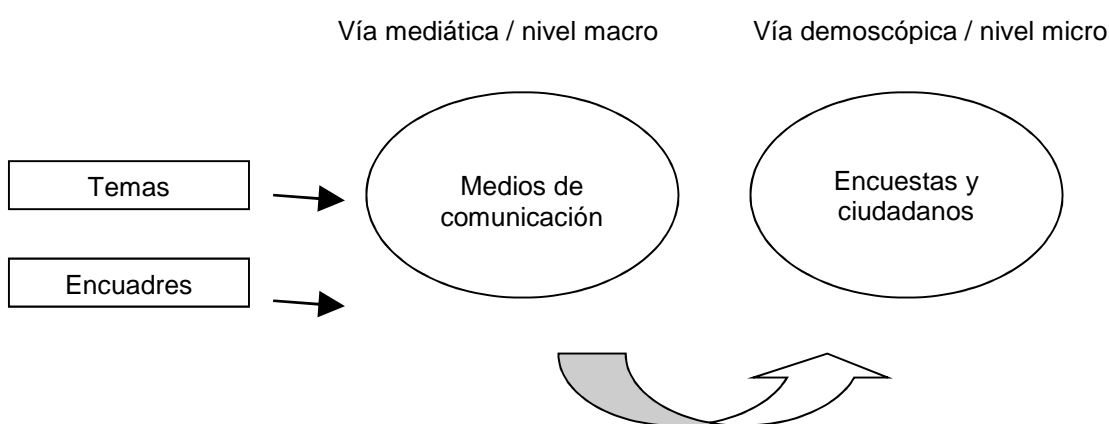 Vía mediática / nivel macro
Vía demoscópica / nivel micro
Temas
Medios de
comunicación
Encuestas y
ciudadanos
Encuadres